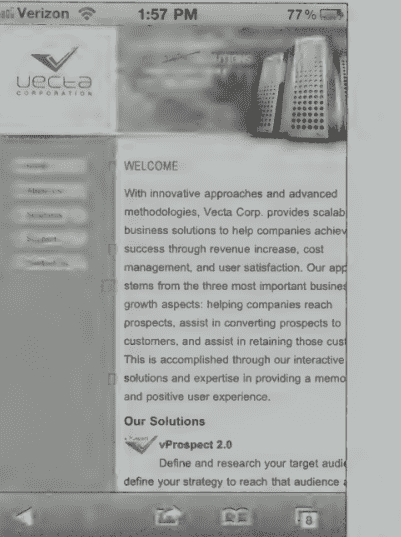 Verizon 1:57 PM 77%
vecta
CORPORATION
WELCOME
With innovative approaches and advanced
methodologies, Vecta Corp. provides scalab
business solutions to help companies achiev
success through revenue increase, cost
management, and user satisfaction. Our app
stems from the three most important busines
growth aspects: helping companies reach
prospects, assist in converting prospects to
customers, and assist in retaining those cust
This is accomplished through our interactive
solutions and expertise in providing a memo
and positive user experience.
Our Solutions
vProspect 2.0
Define and research your target audie
define your strategy to reach that audience a
8